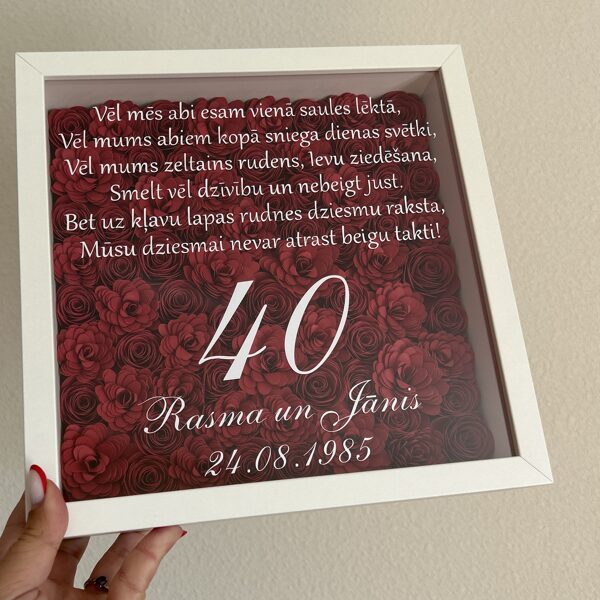 Vēl mēs abi esam vienā saules lēktā,
Vēl mums abiem kopā sniega dienas svētki,
Vēl mums zeltains rudens, Ievu ziedēšana,
Smelt vēl dzīvību un nebeigt just.
Bet uz kļavu lapas rudnes dziesmu raksta,
Mūsu dziesmai nevar atrast beigu takti!
40
Rasma un Jānis
24.08.1985